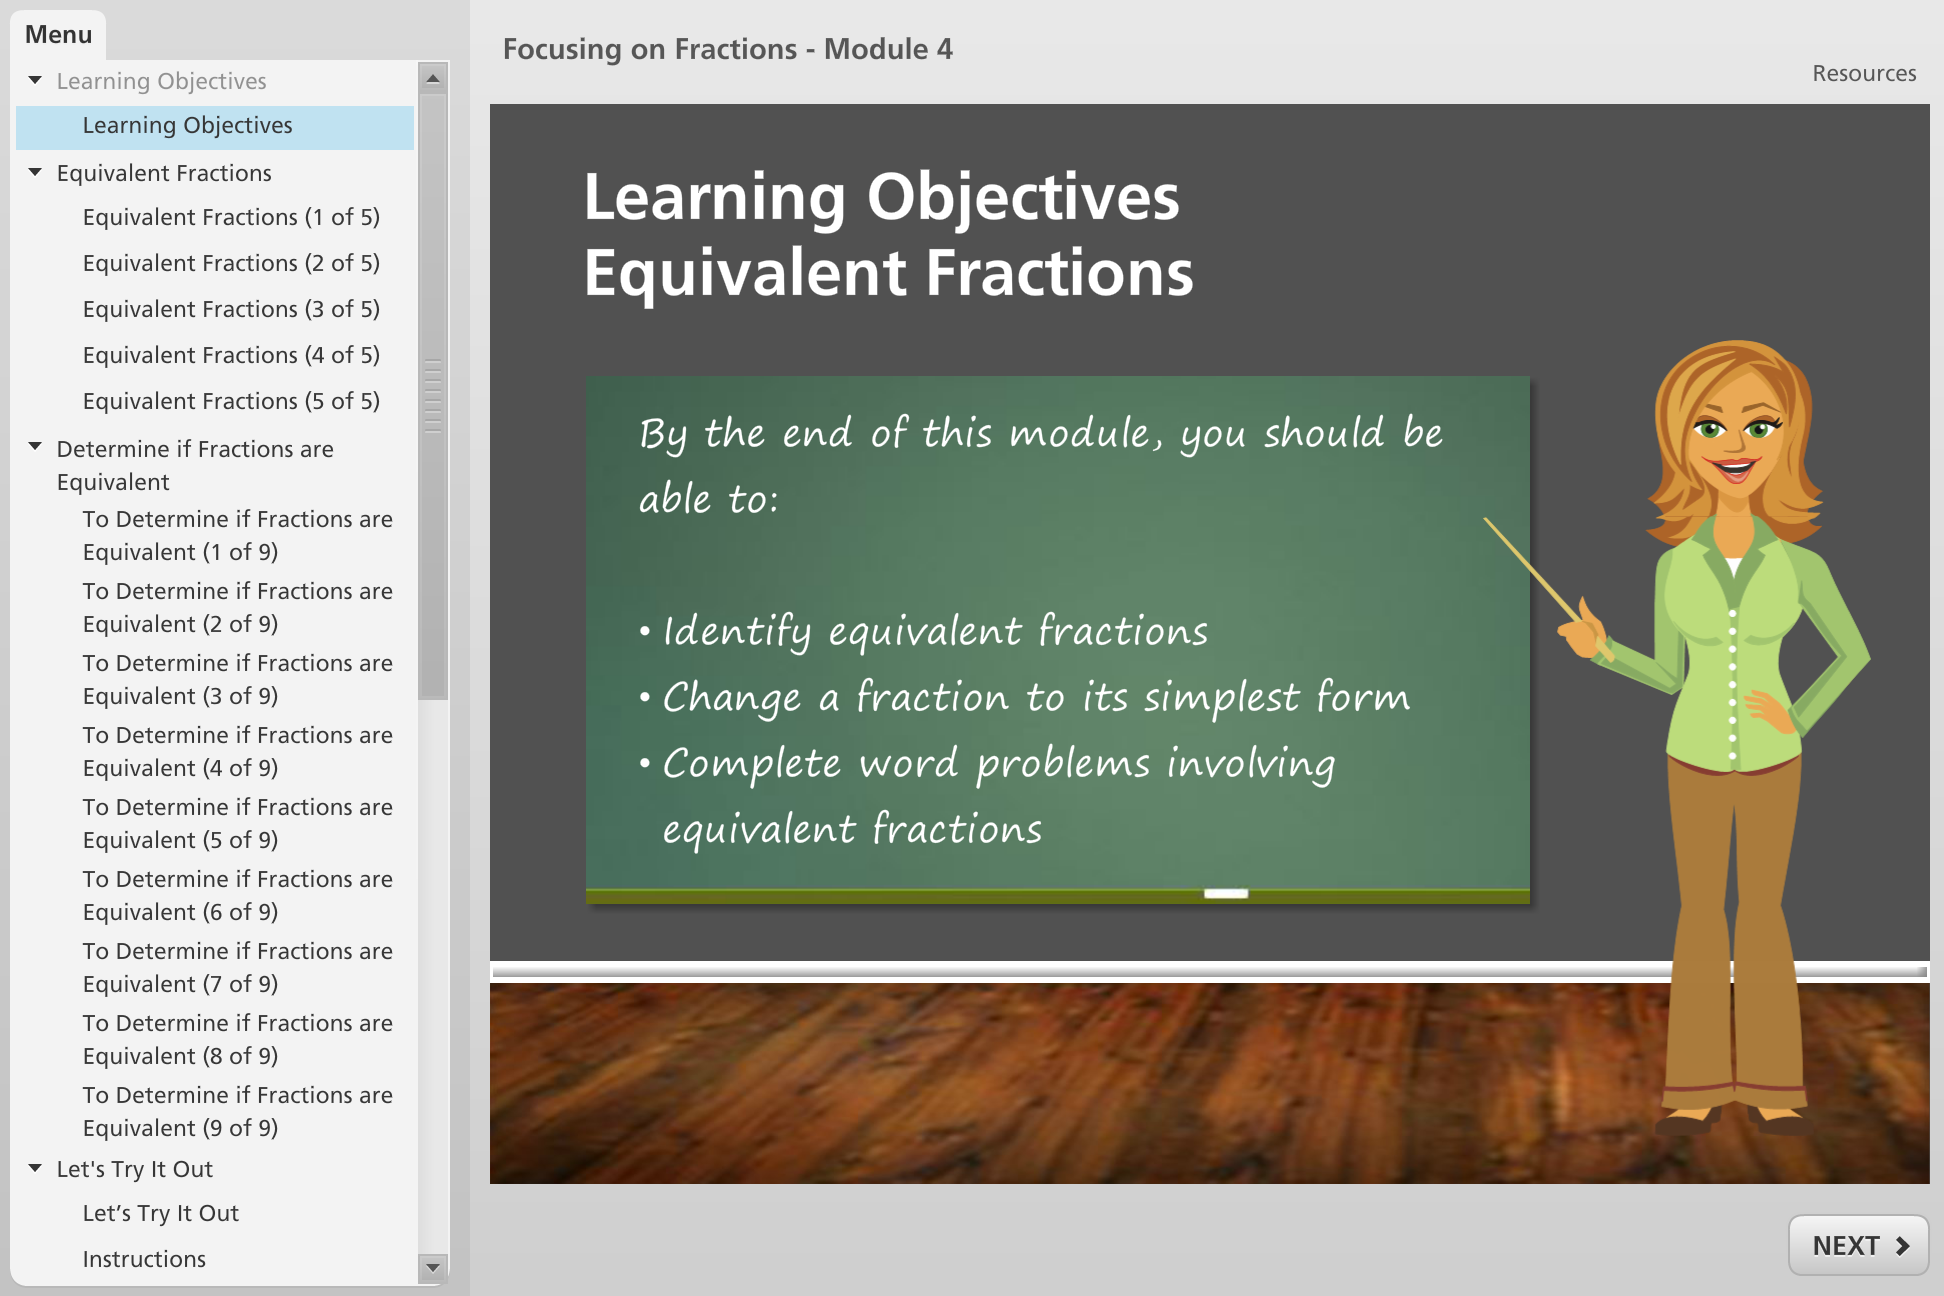 Menu
Learning Objectives
Learning Objectives
Equivalent Fractions
Equivalent Fractions (1 of 5)
Equivalent Fractions (2 of 5)
Equivalent Fractions (3 of 5)
Equivalent Fractions (4 of 5)
Equivalent Fractions (5 of 5)
Determine if Fractions are
Equivalent
To Determine if Fractions are
Equivalent (1 of 9)
To Determine if Fractions are
Equivalent (2 of 9)
To Determine if Fractions are
Equivalent (3 of 9)
To Determine if Fractions are
Equivalent (4 of 9)
To Determine if Fractions are
Equivalent (5 of 9)
To Determine if Fractions are
Equivalent (6 of 9)
To Determine if Fractions are
Equivalent (7 of 9)
To Determine if Fractions are
Equivalent (8 of 9)
To Determine if Fractions are
Equivalent (9 of 9)
Let's Try It Out
Let’s Try It Out
Instructions
Focusing on Fractions - Module 4
Resources
Learning Objectives
Equivalent Fractions
By the end of this module, you should be
able to:
• Identify equivalent fractions
• Change a fraction to its simplest form
• Complete word problems involving
equivalent fractions
NEXT